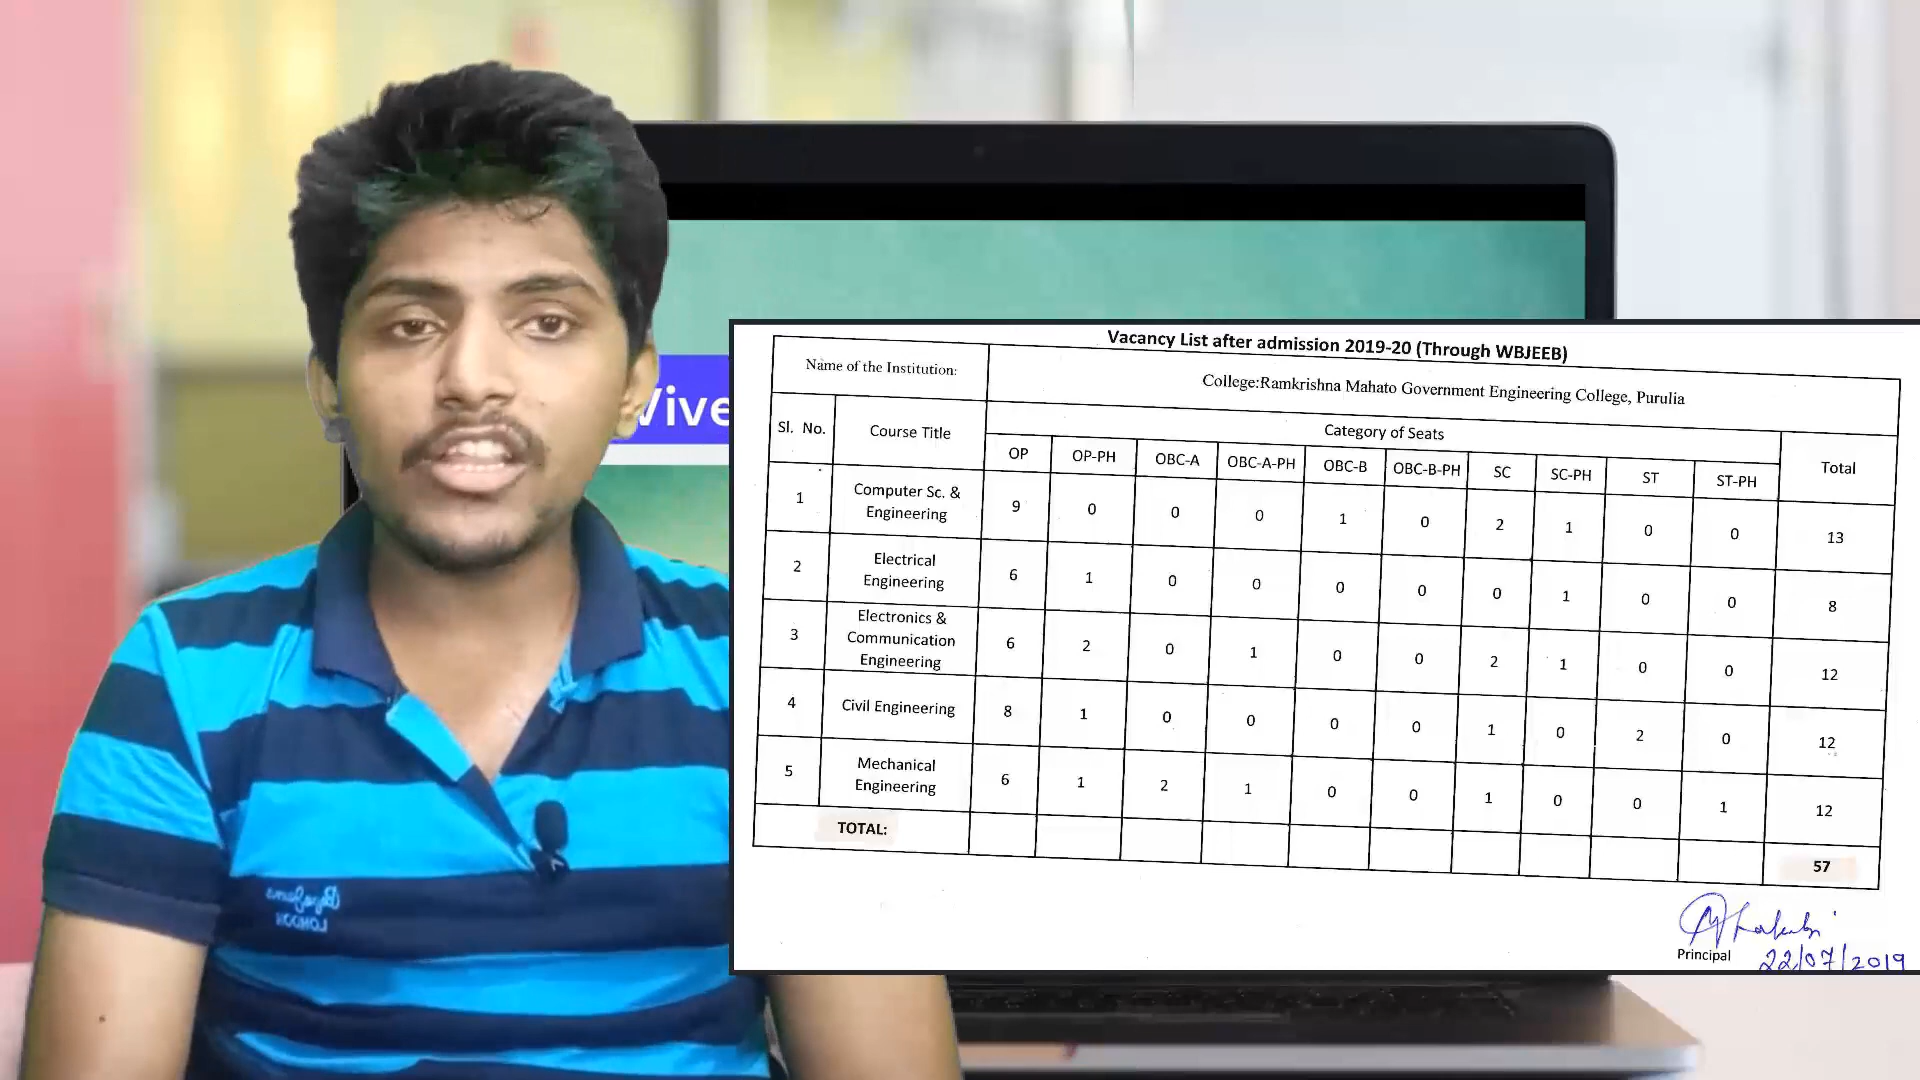 Vive
Vacancy List after admission 2019-20 (Through WBJEEB)
Name of the Institution: College:Ramkrishna Mahato Government Engineering College, Purulia
Sl. No. Course Title Category of Seats Total
OP OP-PH OBC-A OBC-A-PH OBC-B OBC-B-PH SC SC-PH ST ST-PH
1 Computer Sc. & Engineering 9 0 0 0 1 0 2 1 0 0 13
2 Electrical Engineering 6 1 0 0 0 0 0 1 0 0 8
3 Electronics & Communication Engineering 6 2 0 1 0 0 2 1 0 0 12
4 Civil Engineering 8 1 0 0 0 0 1 0 2 0 12
5 Mechanical Engineering 6 1 2 1 0 0 1 0 0 1 12
TOTAL: 57
Principal
22/07/2019
LONDON